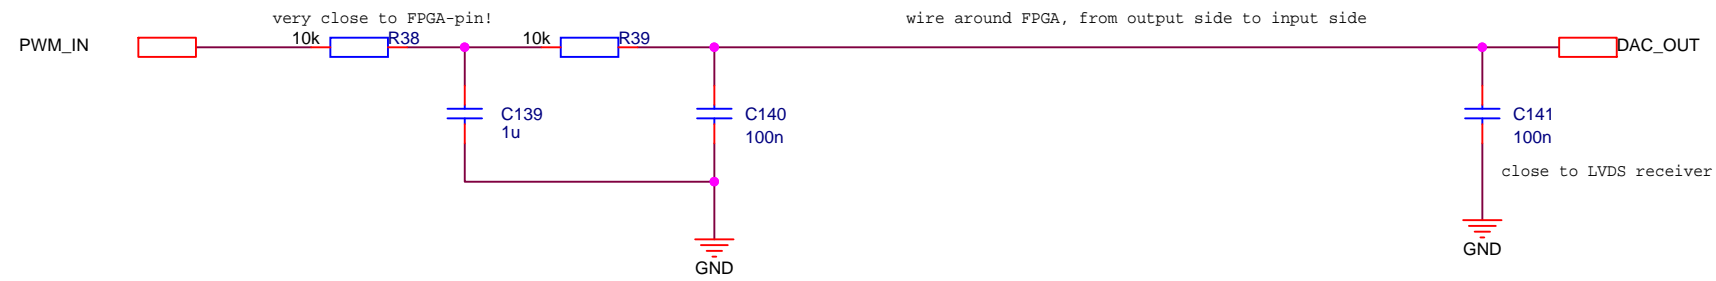 very close to FPGA-pin!
wire around FPGA, from output side to input side
PWM_IN
10k
R38
10k
R39
DAC_OUT
C139
1u
C140
100n
C141
100n
close to LVDS receiver
GND
GND